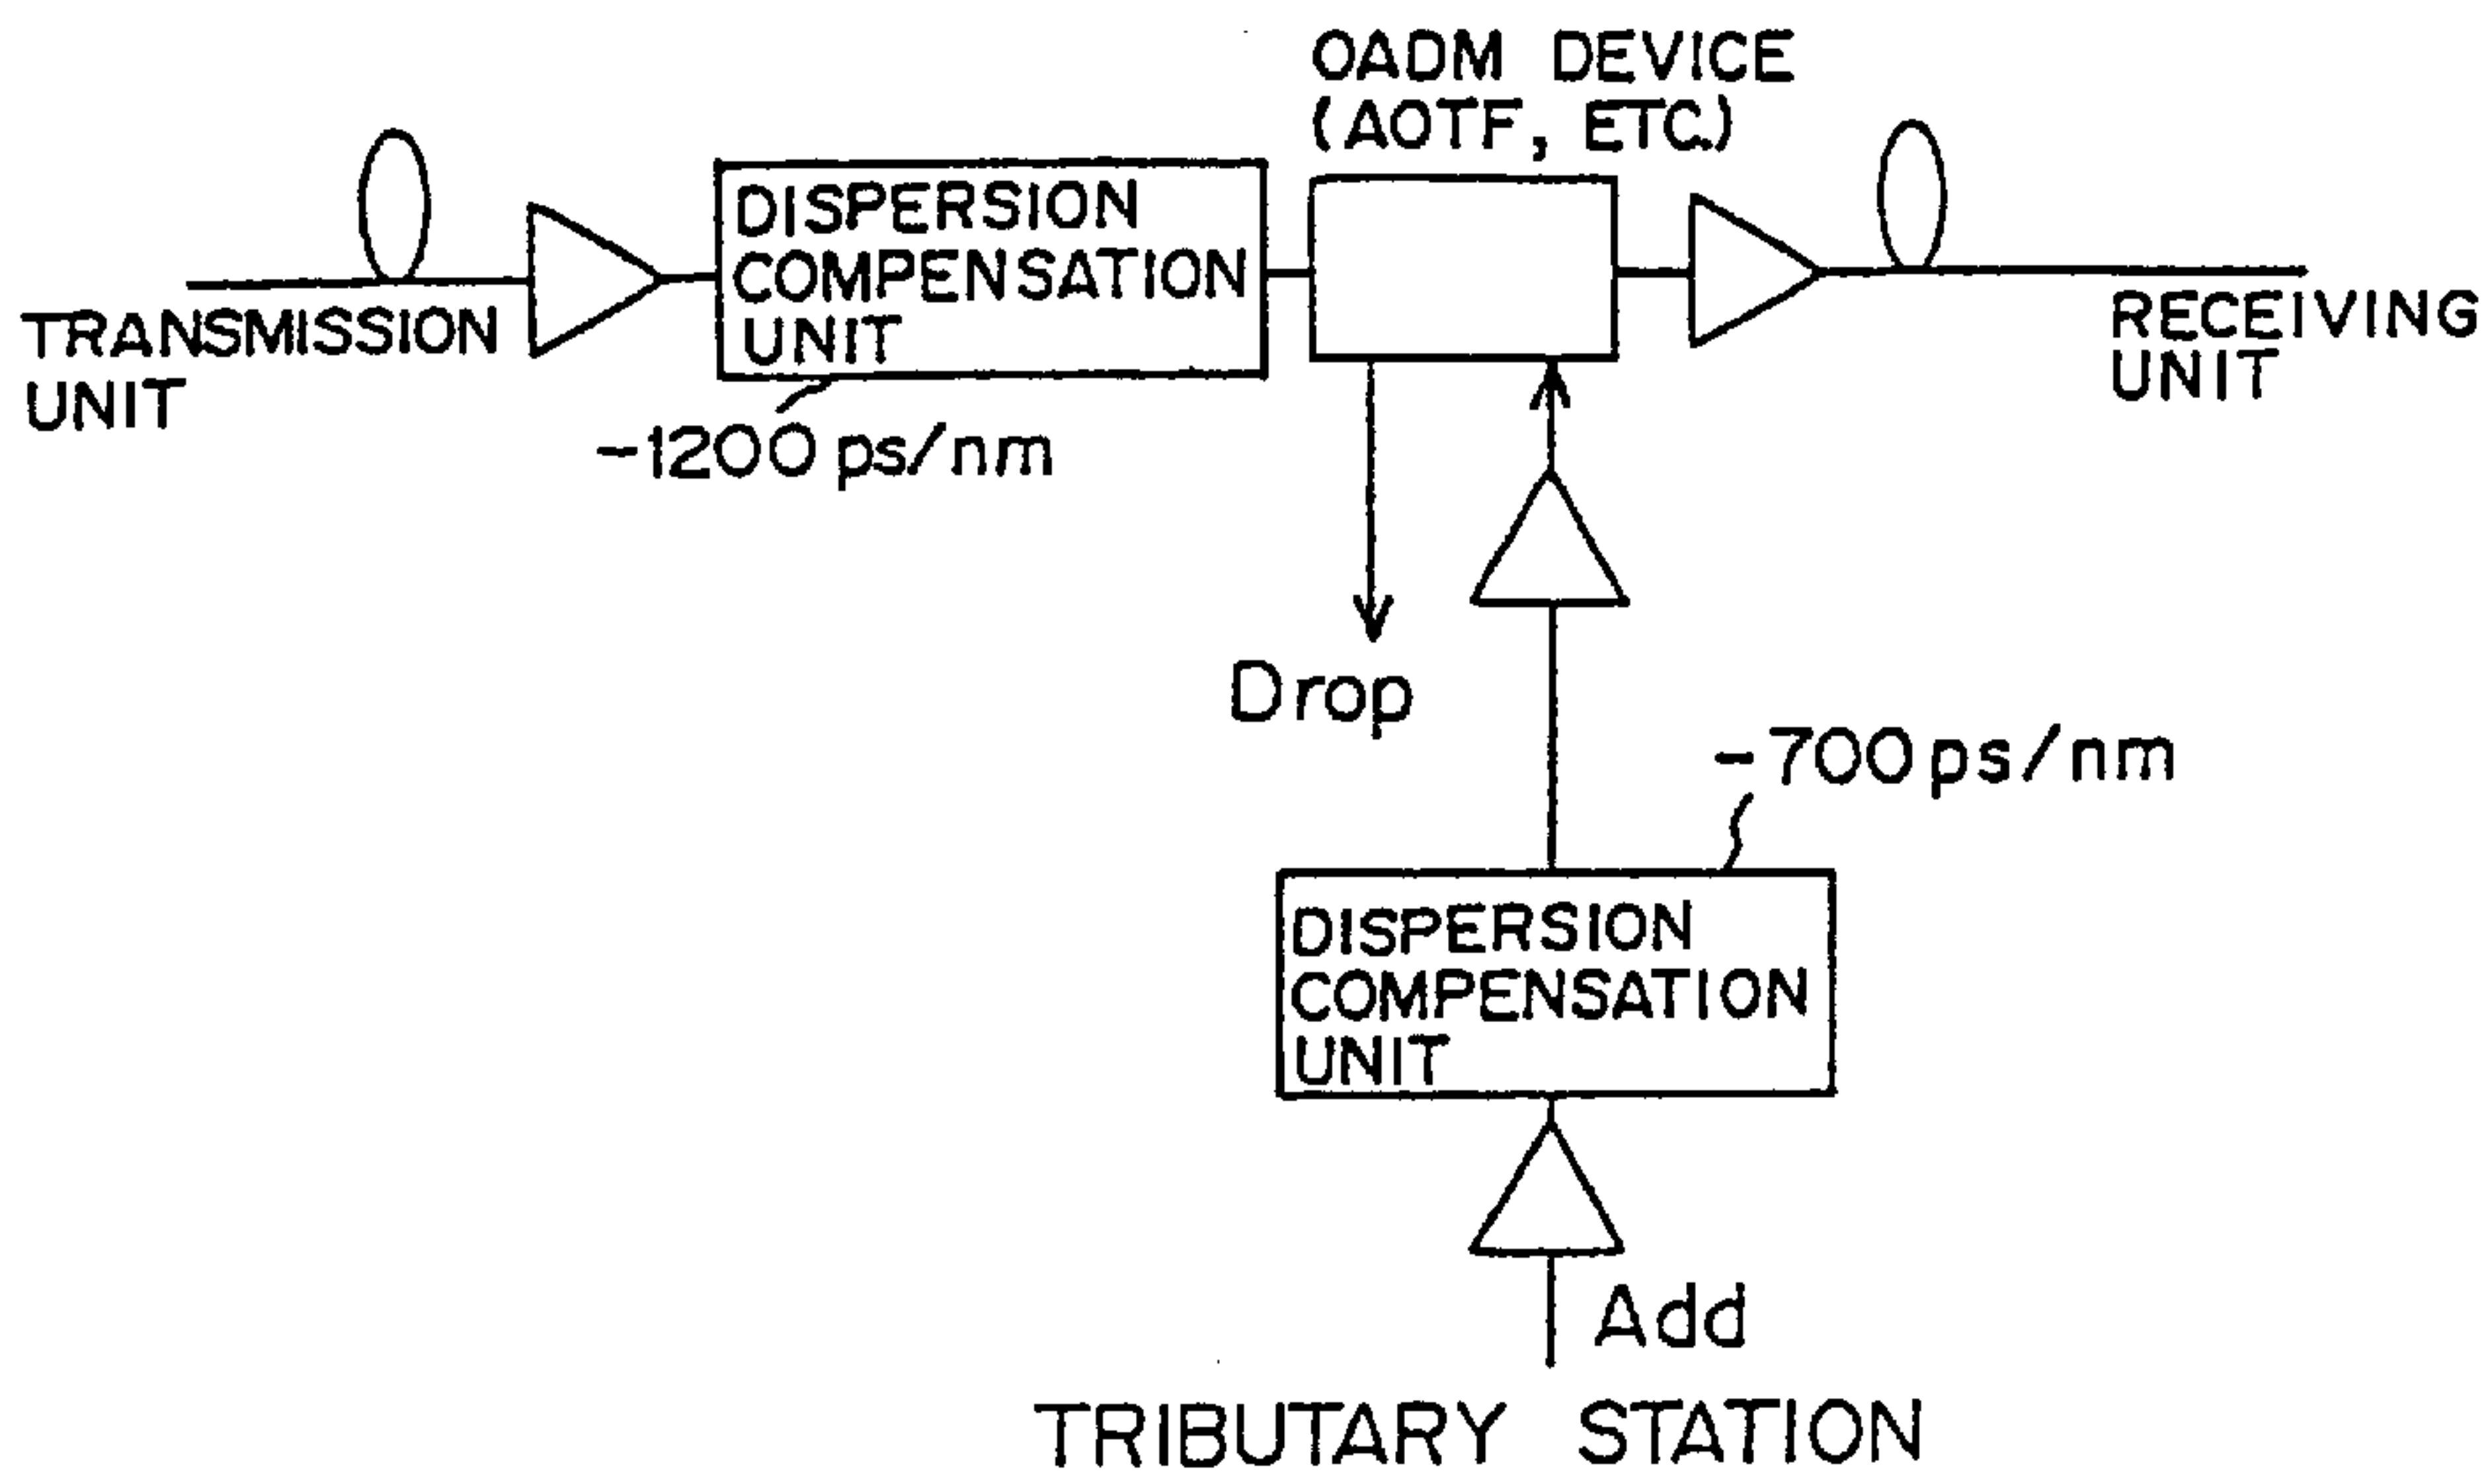 OADM DEVICE
(AOTF, ETC.)
DISPERSION
COMPENSATION
UNIT
TRANSMISSION
UNIT
RECEIVING
UNIT
-1200 ps/nm
Drop
-700 ps/nm
DISPERSION
COMPENSATION
UNIT
Add
TRIBUTARY STATION